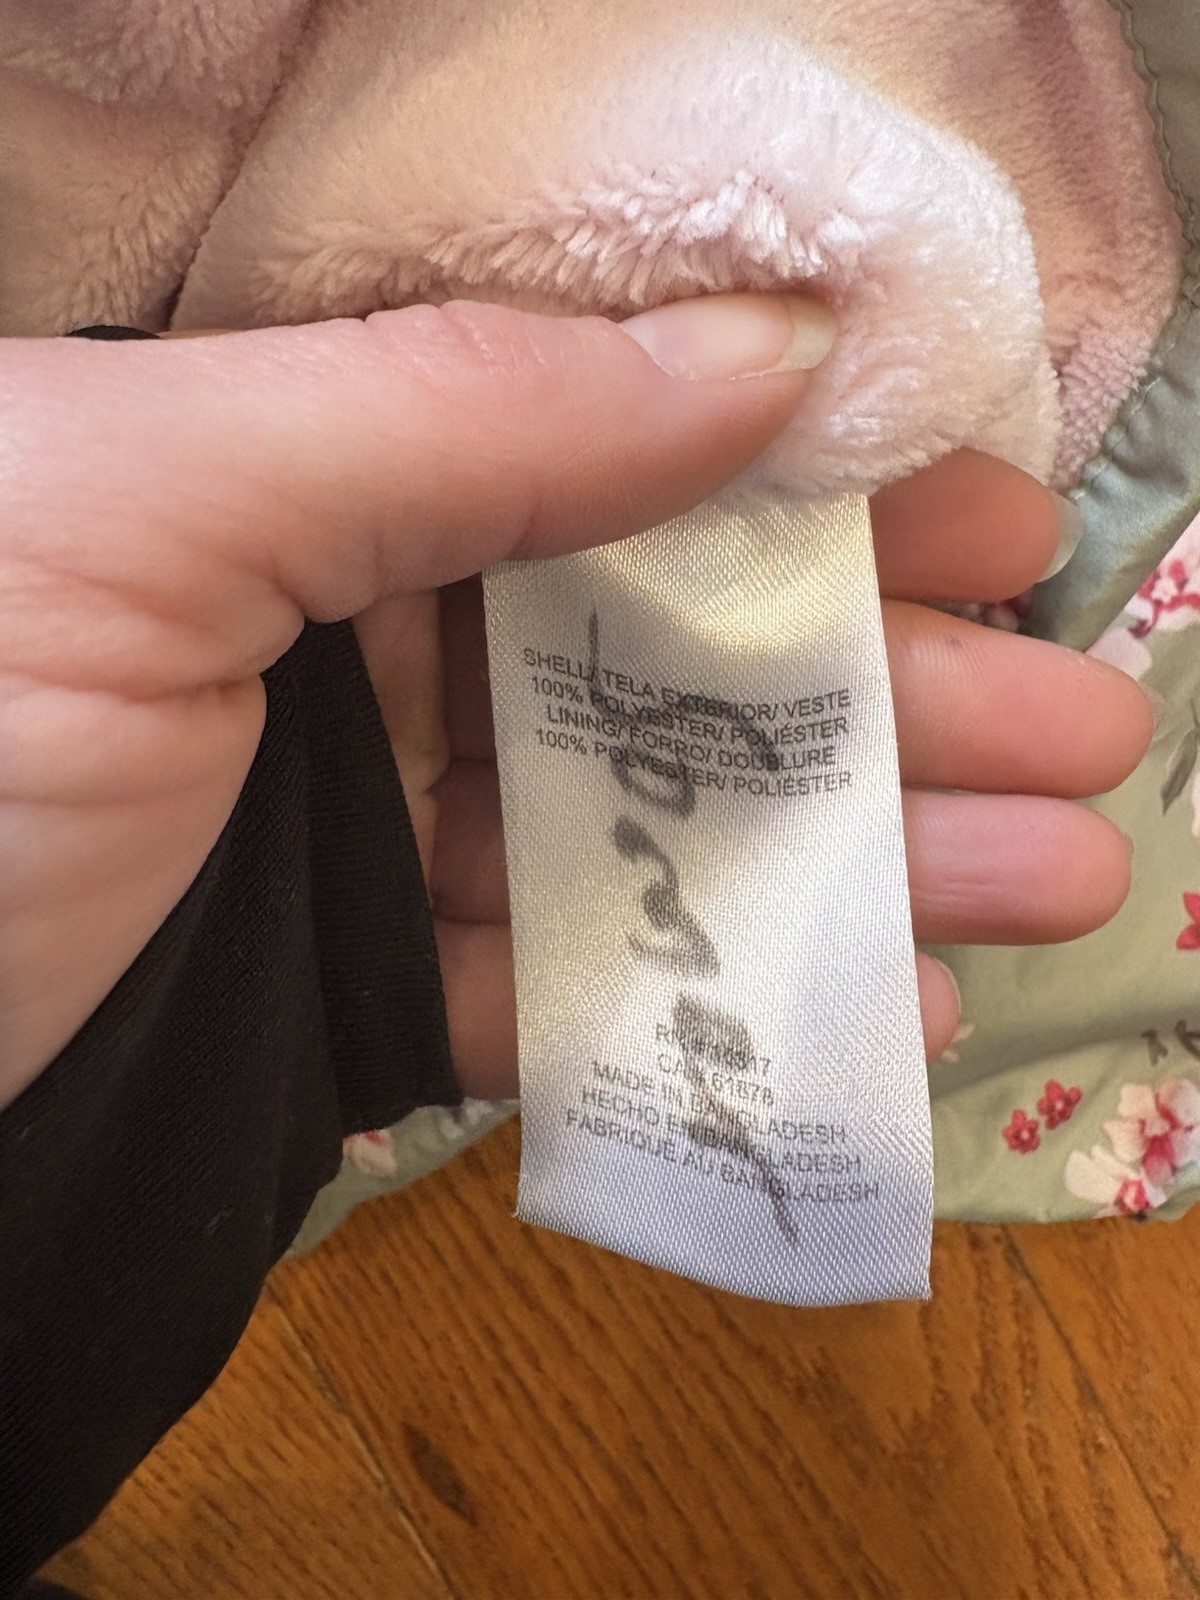 SHELL/ TELA EXTERIOR/ VESTE
100% POLYESTER/ POLIÉSTER
LINING/ FORRO/ DOUBLURE
100% POLYESTER/ POLIÉSTER
MADE IN BANGLADESH
HECHO EN BANGLADESH
FABRIQUE AU BANGLADESH